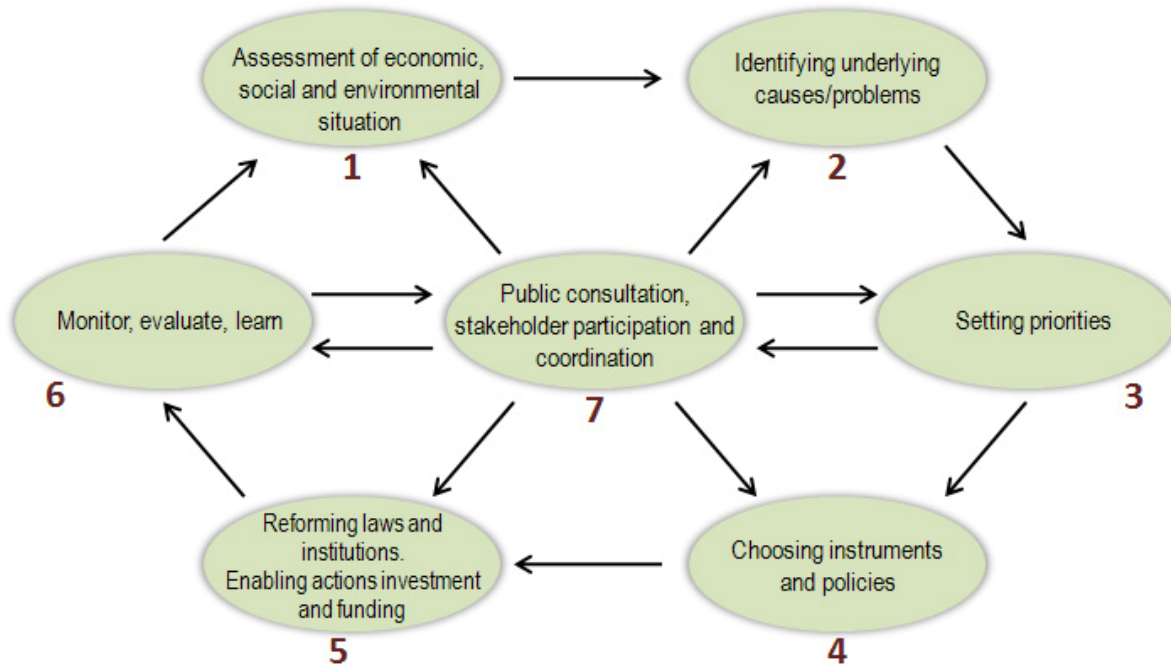 Assessment of economic,
social and environmental
situation
1
Identifying underlying
causes/problems
2
Monitor, evaluate, learn
6
Public consultation,
stakeholder participation and
coordination
7
Setting priorities
3
Reforming laws and
institutions.
Enabling actions investment
and funding
5
Choosing instruments
and policies
4